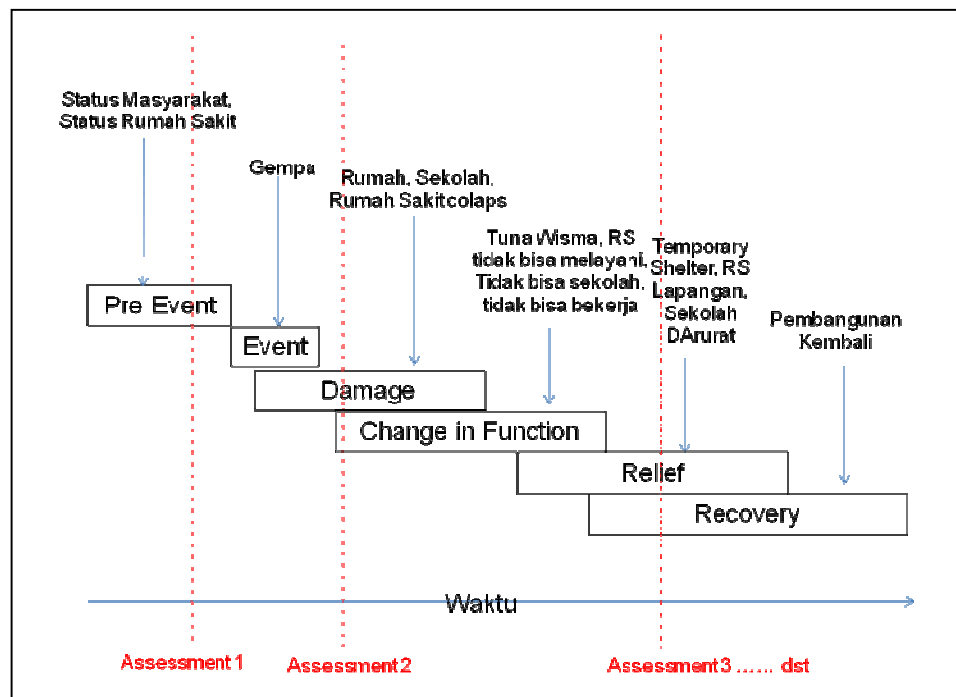 Status Masyarakat,
Status Rumah Sakit
Gempa
Rumah, Sekolah,
Rumah Sakitcolaps
Tuna Wisma, RS
tidak bisa melayani,
Tidak bisa sekolah,
tidak bisa bekerja
Temporary
Shelter, RS
Lapangan,
Sekolah
DArurat
Pembangunan
Kembali
Pre Event
Event
Damage
Change in Function
Relief
Recovery
Waktu
Assessment 1
Assessment 2
Assessment 3 ...... dst